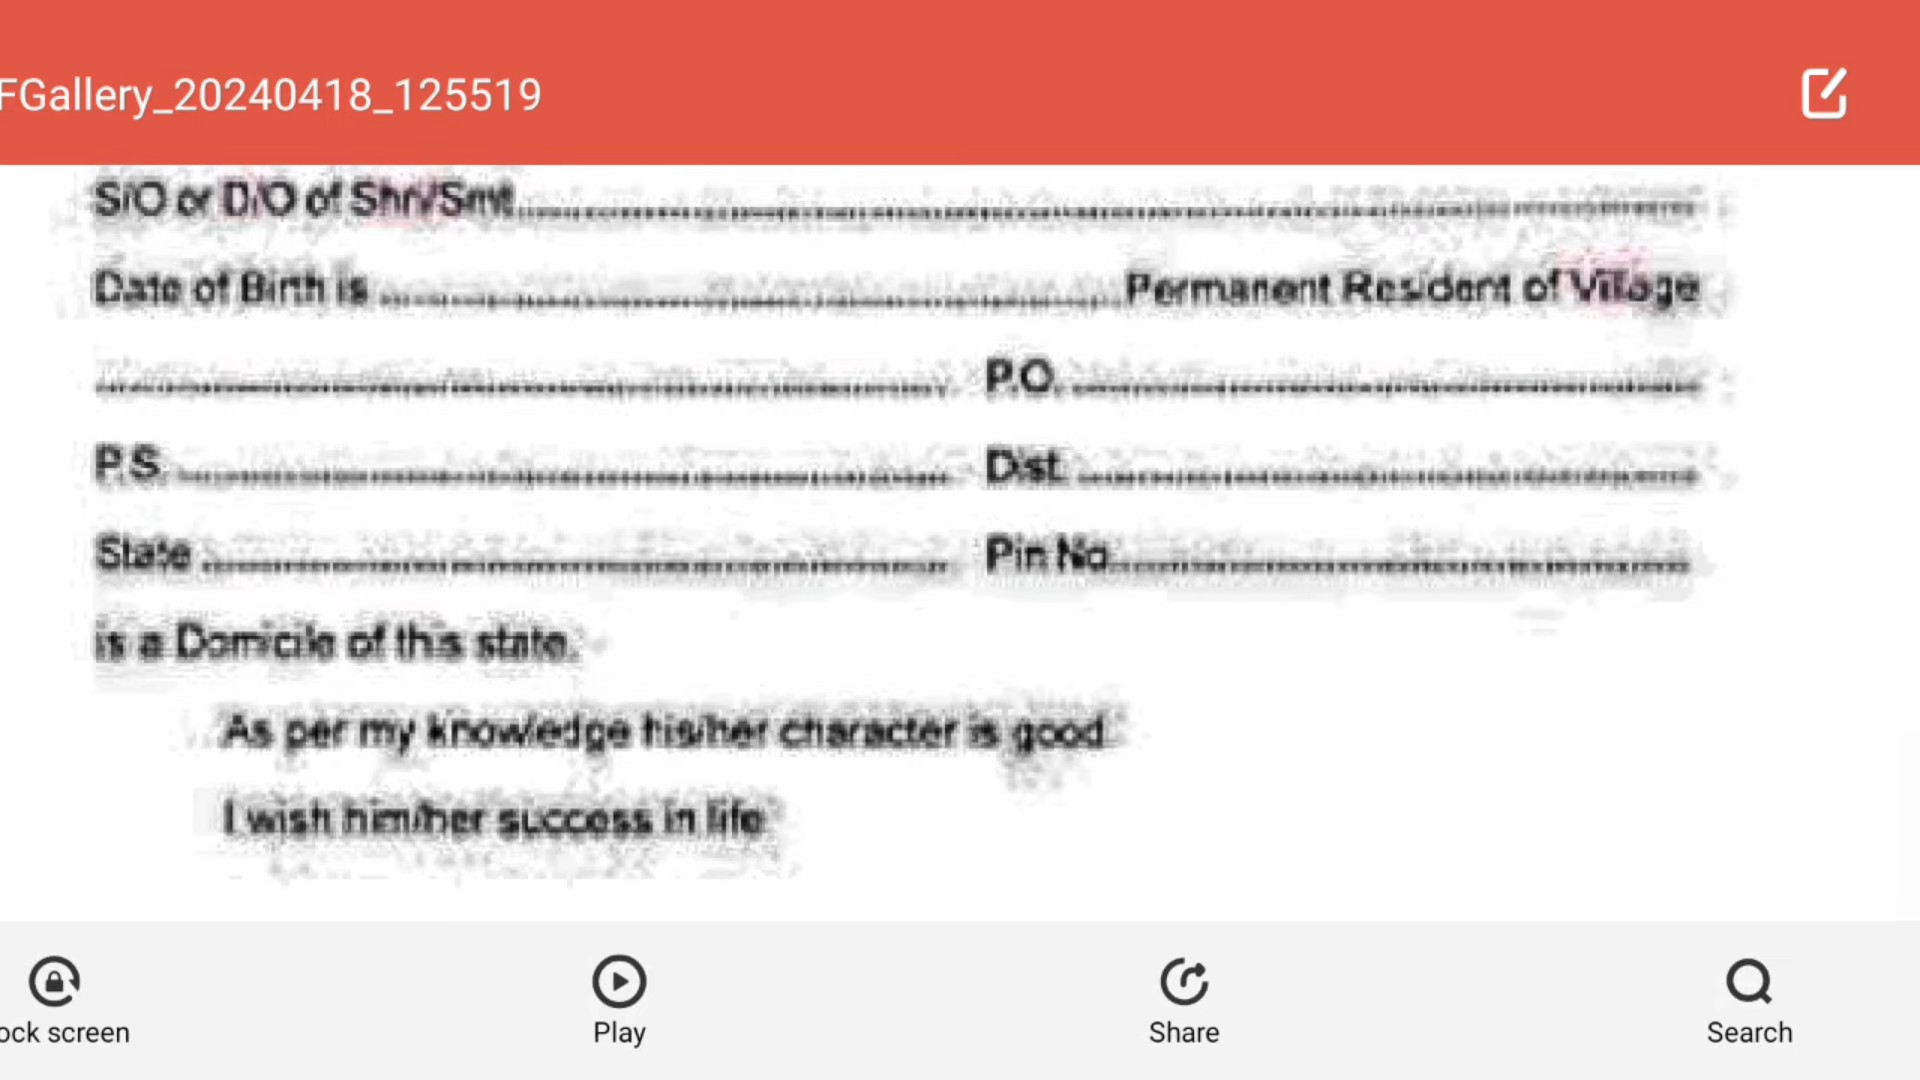 FGallery_20240418_125519
S/O or D/O of Shri/Smt..............................
Date of Birth is .............................. Permanent Resident of Village
.............................. P.O. ..............................
P.S. .............................. Dist. ..............................
State .............................. Pin No..............................
is a Domicile of this state.
As per my knowledge his/her character is good.
I wish him/her success in life.
ock screen
Play
Share
Search